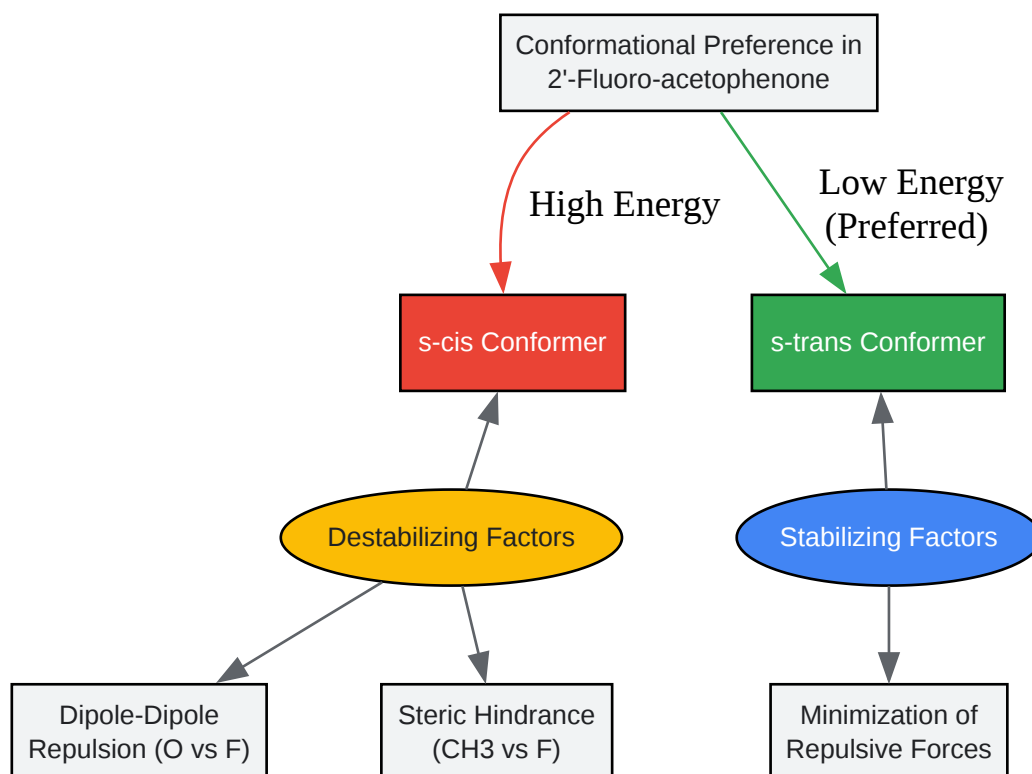 Conformational Preference in
2'-Fluoro-acetophenone
High Energy
Low Energy
(Preferred)
s-cis Conformer
s-trans Conformer
Destabilizing Factors
Stabilizing Factors
Dipole-Dipole
Repulsion (O vs F)
Steric Hindrance
(CH3 vs F)
Minimization of
Repulsive Forces